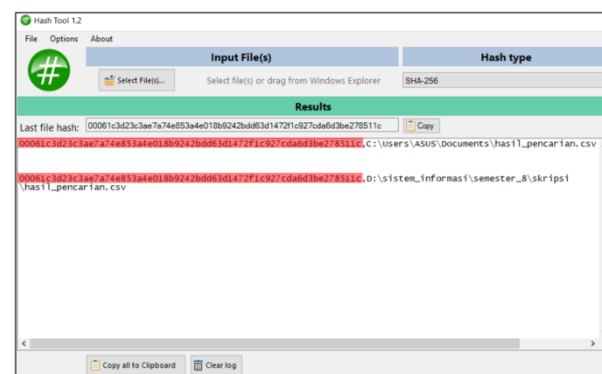 Hash Tool 1.2
File Options About
Input File(s)
Hash type
Select File(s)...
Select file(s) or drag from Windows Explorer
SHA-256
Results
Last file hash: 00061c3d23c3ae7a74e853a4e018b9242bdd63d1472f1c927cda6d3be278511c Copy
00061c3d23c3ae7a74e853a4e018b9242bdd63d1472f1c927cda6d3be278511c,C:\Users\ASUS\Documents\hasil_pencarian.csv
00061c3d23c3ae7a74e853a4e018b9242bdd63d1472f1c927cda6d3be278511c,D:\sistem_informasi\semester_8\skripsi
\hasil_pencarian.csv
Copy all to Clipboard Clear log